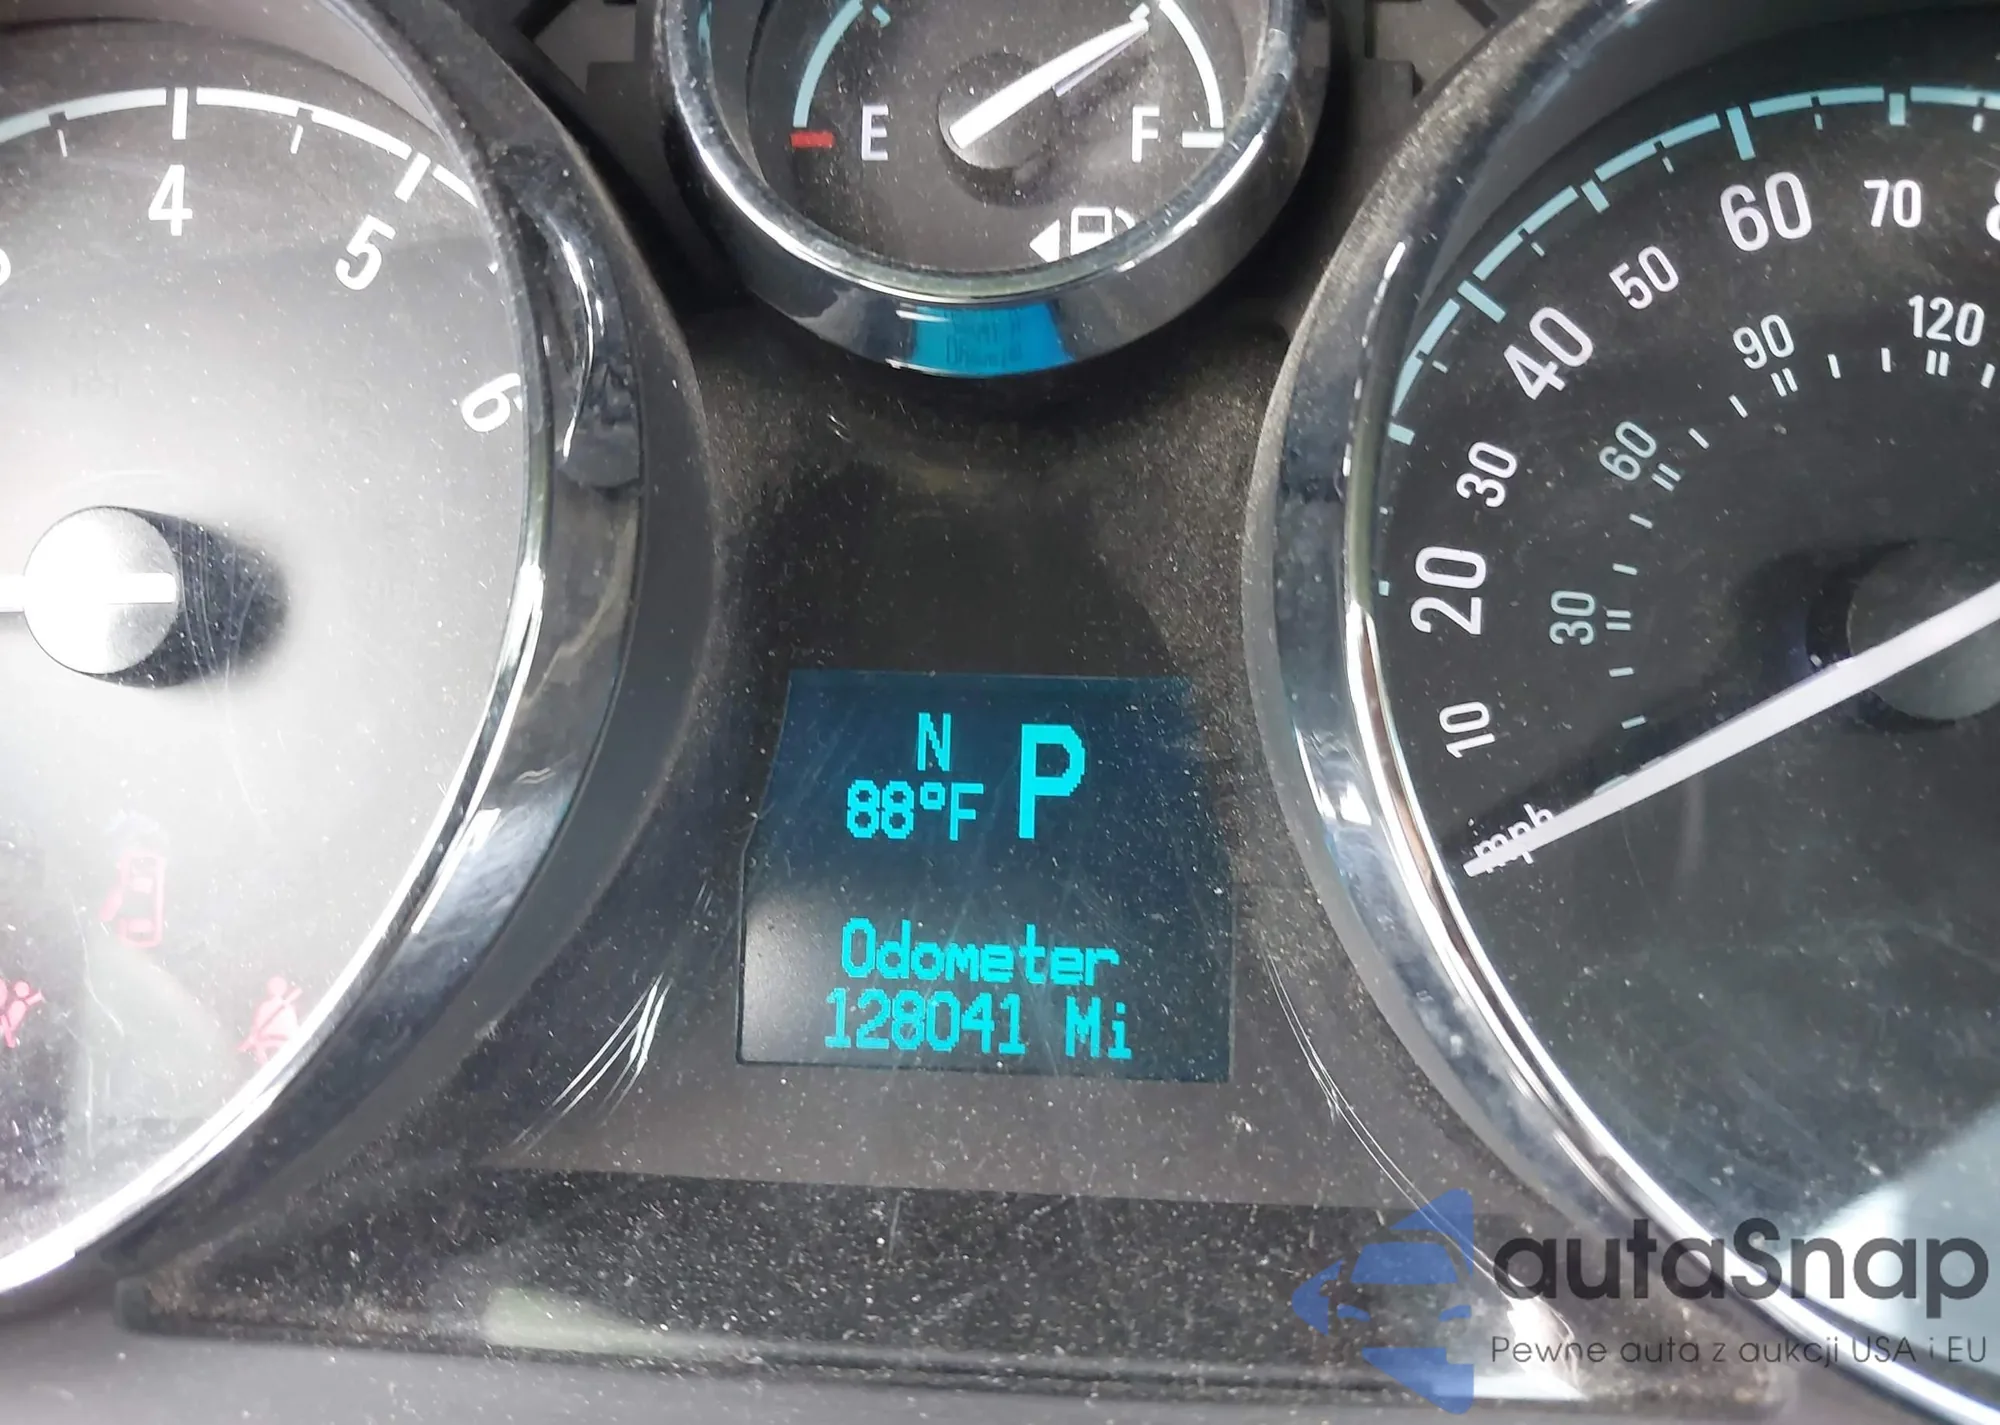 E F
4
5
6
60 70
50
40
30
20
10
mph
120
90
60
30
N P
88°F
Odometer
128041 Mi
autaSnap
Pewne auta z aukcji USA i EU